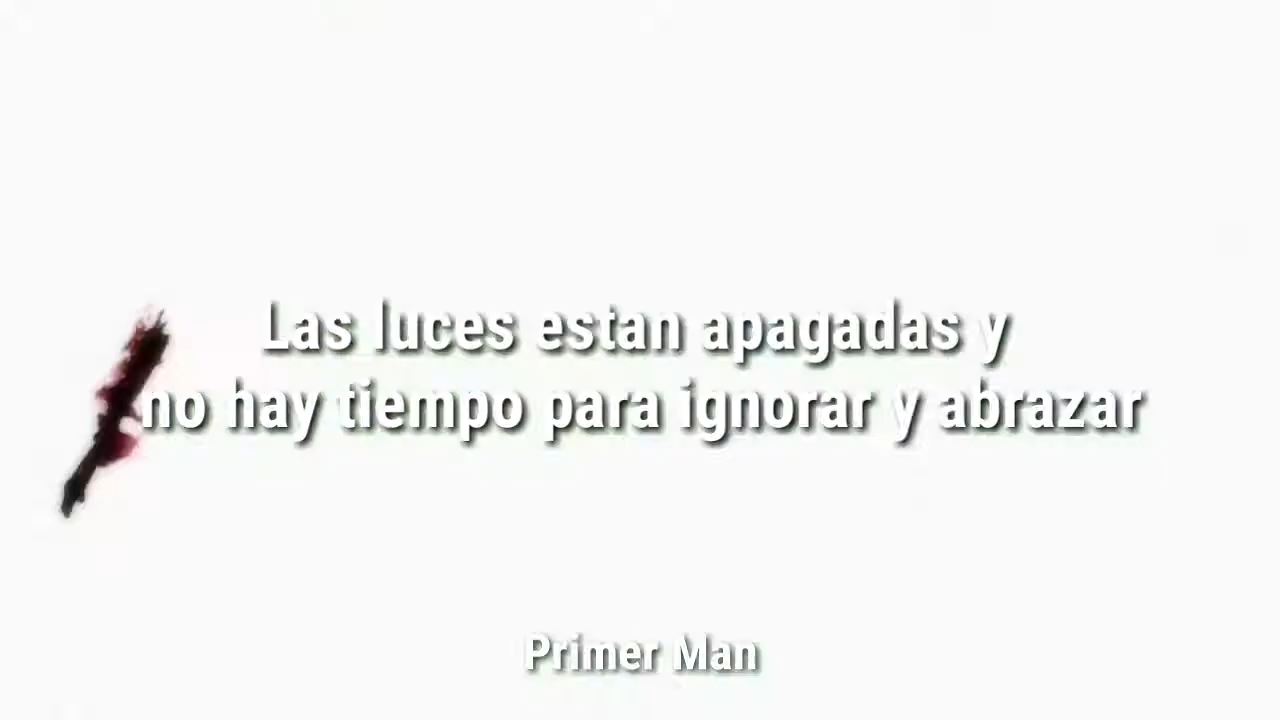 Las luces estan apagadas y
no hay tiempo para ignorar y abrazar
Primer Man